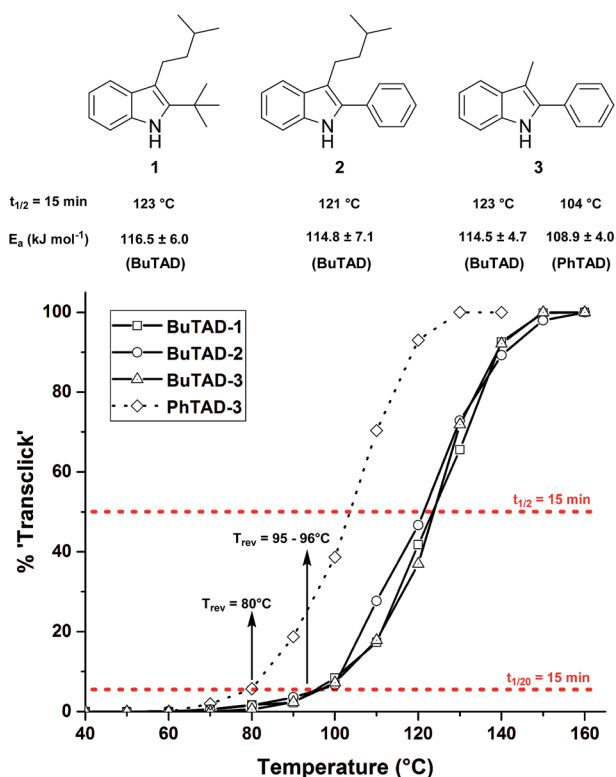 N
H
N
H
N
H
1
2
3
t1/2 = 15 min
123 °C
121 °C
123 °C
104 °C
Ea (kJ mol-1)
116.5 ± 6.0
114.8 ± 7.1
114.5 ± 4.7
108.9 ± 4.0
(BuTAD)
(BuTAD)
(BuTAD)
(PhTAD)
100
BuTAD-1
BuTAD-2
BuTAD-3
PhTAD-3
80
60
40
20
0
% 'Transclick'
t1/2 = 15 min
Trev = 95 - 96°C
Trev = 80°C
t1/20 = 15 min
40 60 80 100 120 140 160
Temperature (°C)